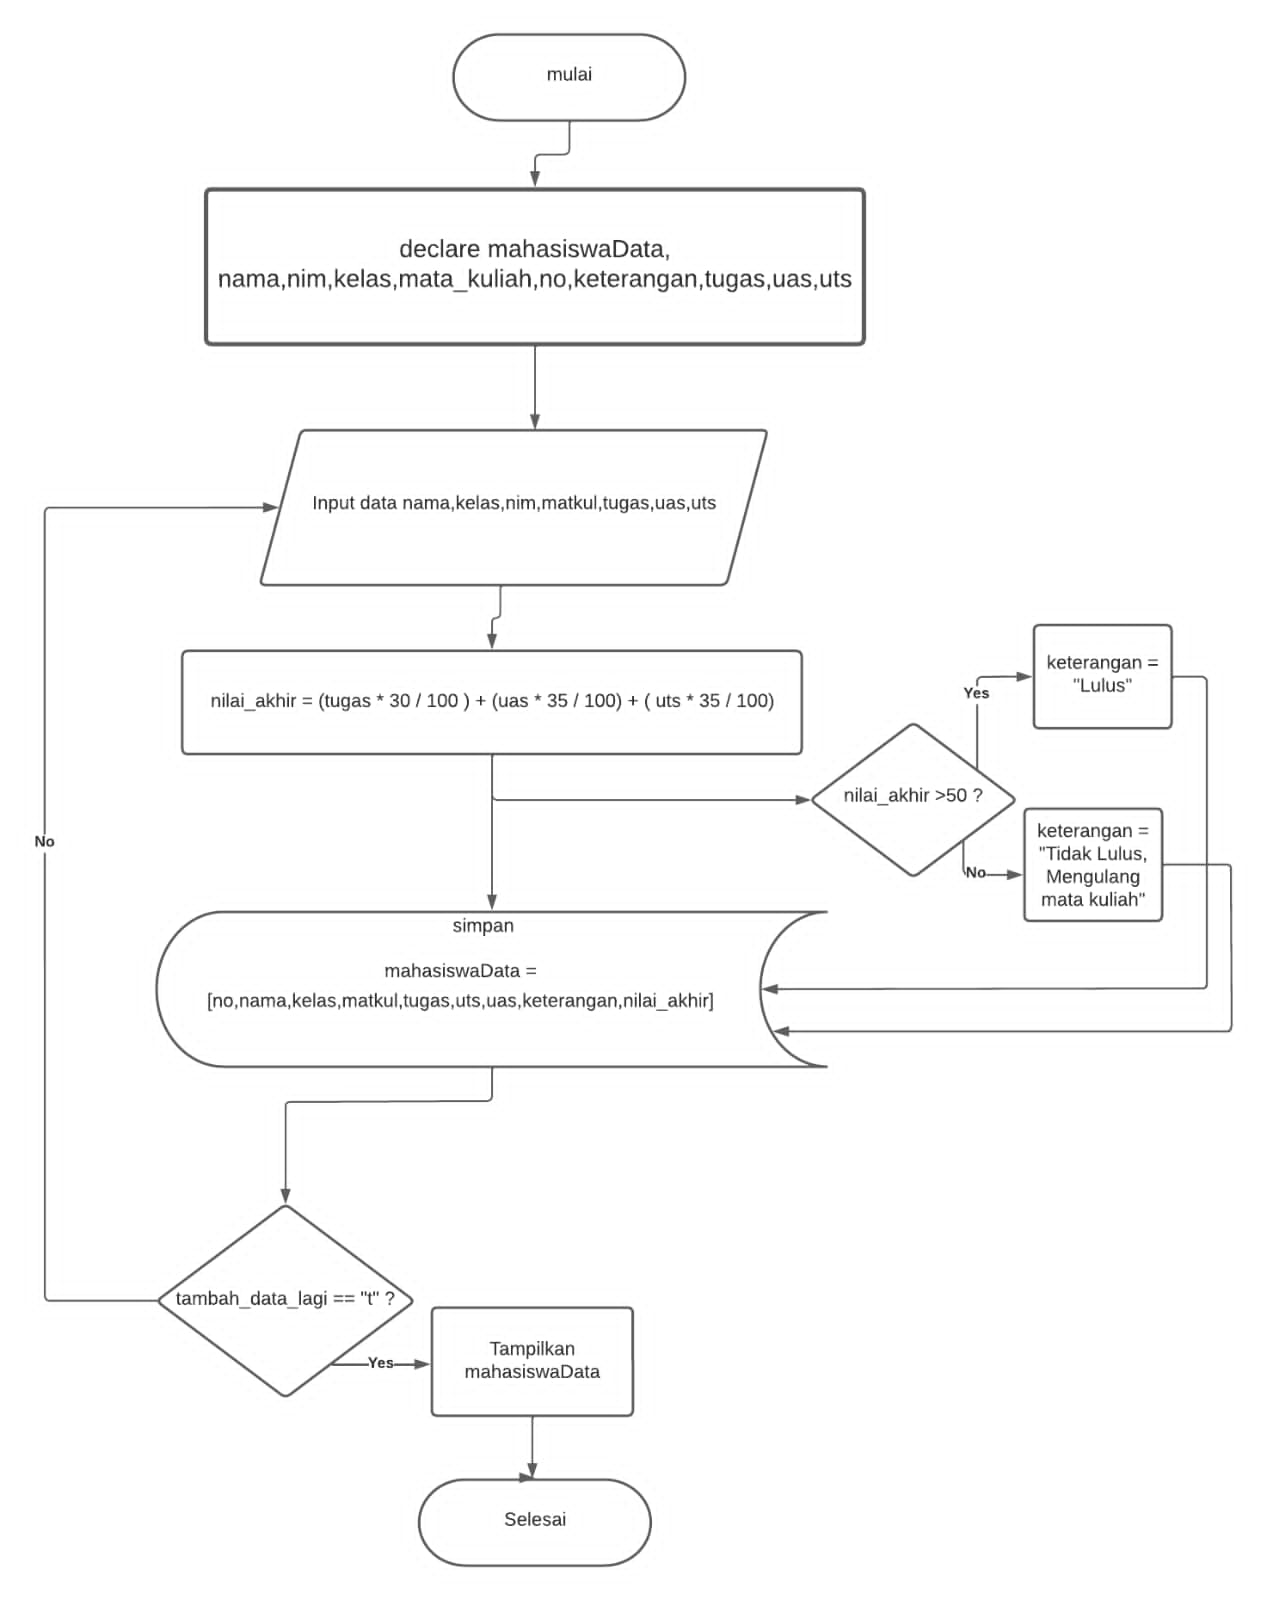 mulai
declare mahasiswaData,
nama,nim,kelas,mata_kuliah,no,keterangan,tugas,uas,uts
Input data nama,kelas,nim,matkul,tugas,uas,uts
nilai_akhir = (tugas * 30 / 100 ) + (uas * 35 / 100) + ( uts * 35 / 100)
nilai_akhir >50 ?
Yes
keterangan =
"Lulus"
No
keterangan =
"Tidak Lulus,
Mengulang
mata kuliah"
simpan
mahasiswaData =
[no,nama,kelas,matkul,tugas,uts,uas,keterangan,nilai_akhir]
tambah_data_lagi == "t" ?
No
Yes
Tampilkan
mahasiswaData
Selesai